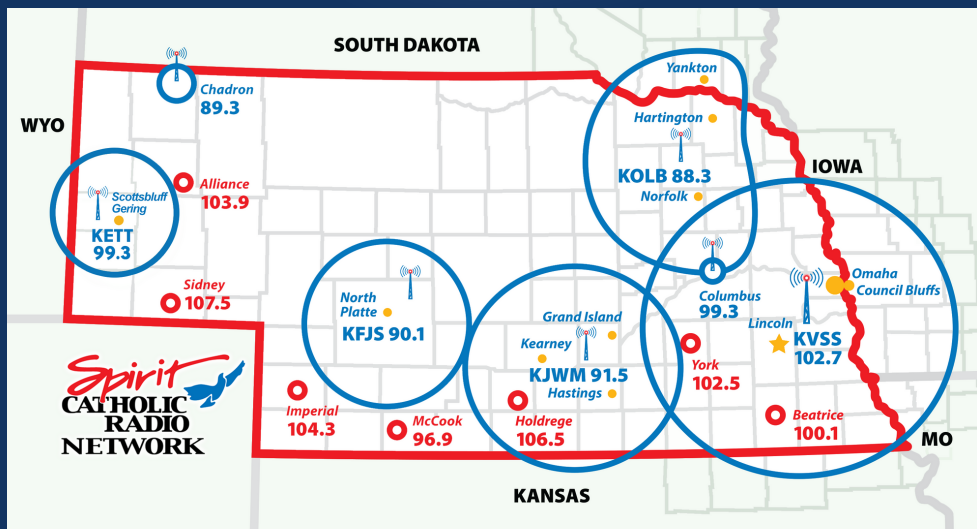 SOUTH DAKOTA
WYO
IOWA
MO
KANSAS
Chadron
89.3
Alliance
103.9
Scottsbluff
Gering
KETT
99.3
Sidney
107.5
North
Platte
KFJS 90.1
Imperial
104.3
McCook
96.9
Grand Island
Kearney
KJWM 91.5
Hastings
Holdrege
106.5
Yankton
Hartington
KOLB 88.3
Norfolk
Columbus
99.3
Omaha
Council Bluffs
Lincoln
KVSS
102.7
York
102.5
Beatrice
100.1
Spirit
CATHOLIC
RADIO
NETWORK